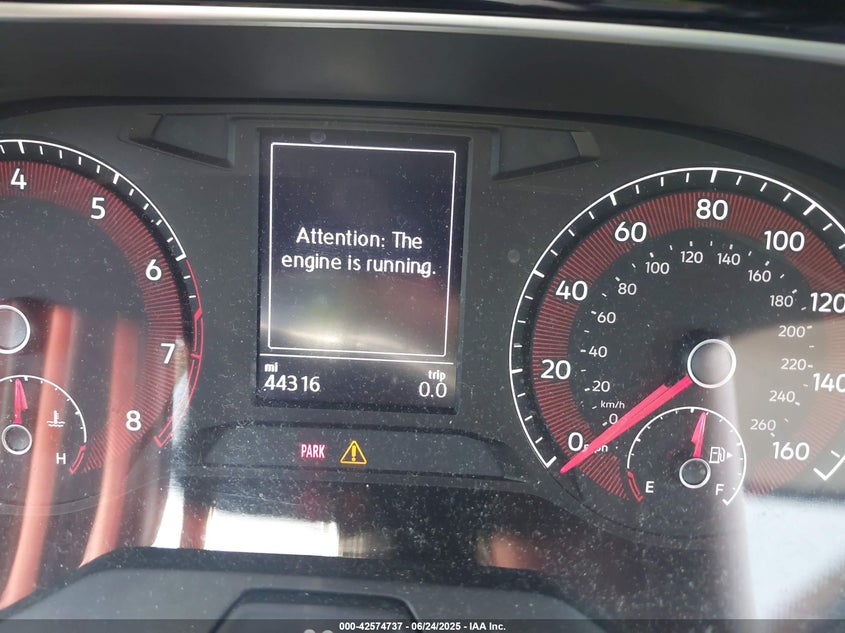 4
5
6
7
8
H
Attention: The
engine is running.
mi
44316
trip
0.0
PARK
0 mph
20
40
60
80
100
120
140
160
km/h
0
20
40
60
80
100
120
140
160
180
200
220
240
260
E
F
000-42574737 - 06/24/2025 - IAA Inc.